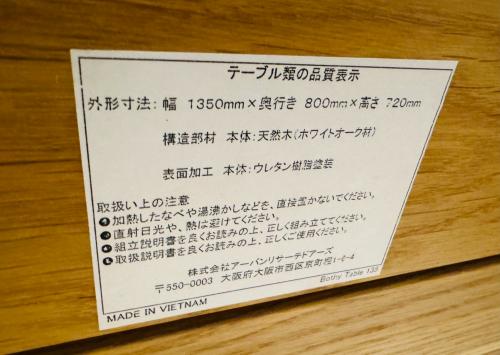 テーブル類の品質表示
外形寸法: 幅 1350mm×奥行き 800mm×高さ 720mm
構造部材 本体:天然木(ホワイトオーク材)
表面加工 本体:ウレタン樹脂塗装
取扱い上の注意
❶加熱したなべや湯沸かしなどを、直接置かないでください。
❷直射日光や、熱は避けてください。
❸組立説明書を良くお読みの上、正しく組み立ててください。
❹取扱説明書を良くお読みの上、正しくご使用ください。
株式会社アーバンリサーチドアーズ
〒550-0003 大阪府大阪市西区京町堀1-6-4
MADE IN VIETNAM
Bothy Table 135